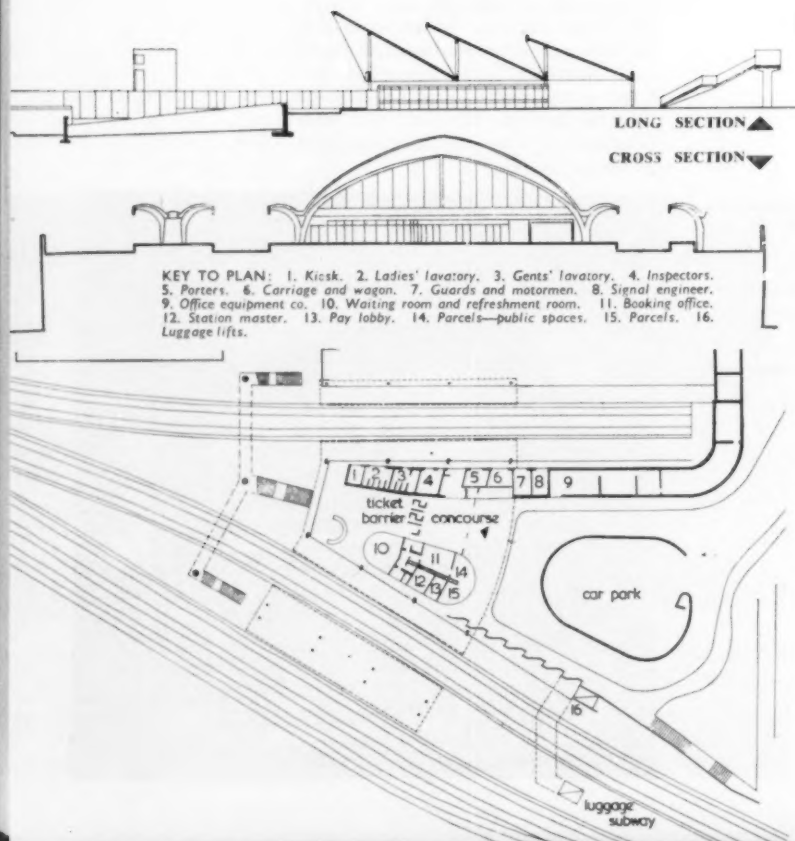 LONG SECTION
CROSS SECTION
KEY TO PLAN: 1. Kiosk. 2. Ladies' lavatory. 3. Gents' lavatory. 4. Inspectors.
5. Porters. 6. Carriage and wagon. 7. Guards and motormen. 8. Signal engineer.
9. Office equipment co. 10. Waiting room and refreshment room. 11. Booking office.
12. Station master. 13. Pay lobby. 14. Parcels—public spaces. 15. Parcels. 16.
Luggage lifts.
1 2 3 4 5 6 7 8 9
ticket
barrier concourse
10 11 14
12 13 15
car park
16
luggage
subway